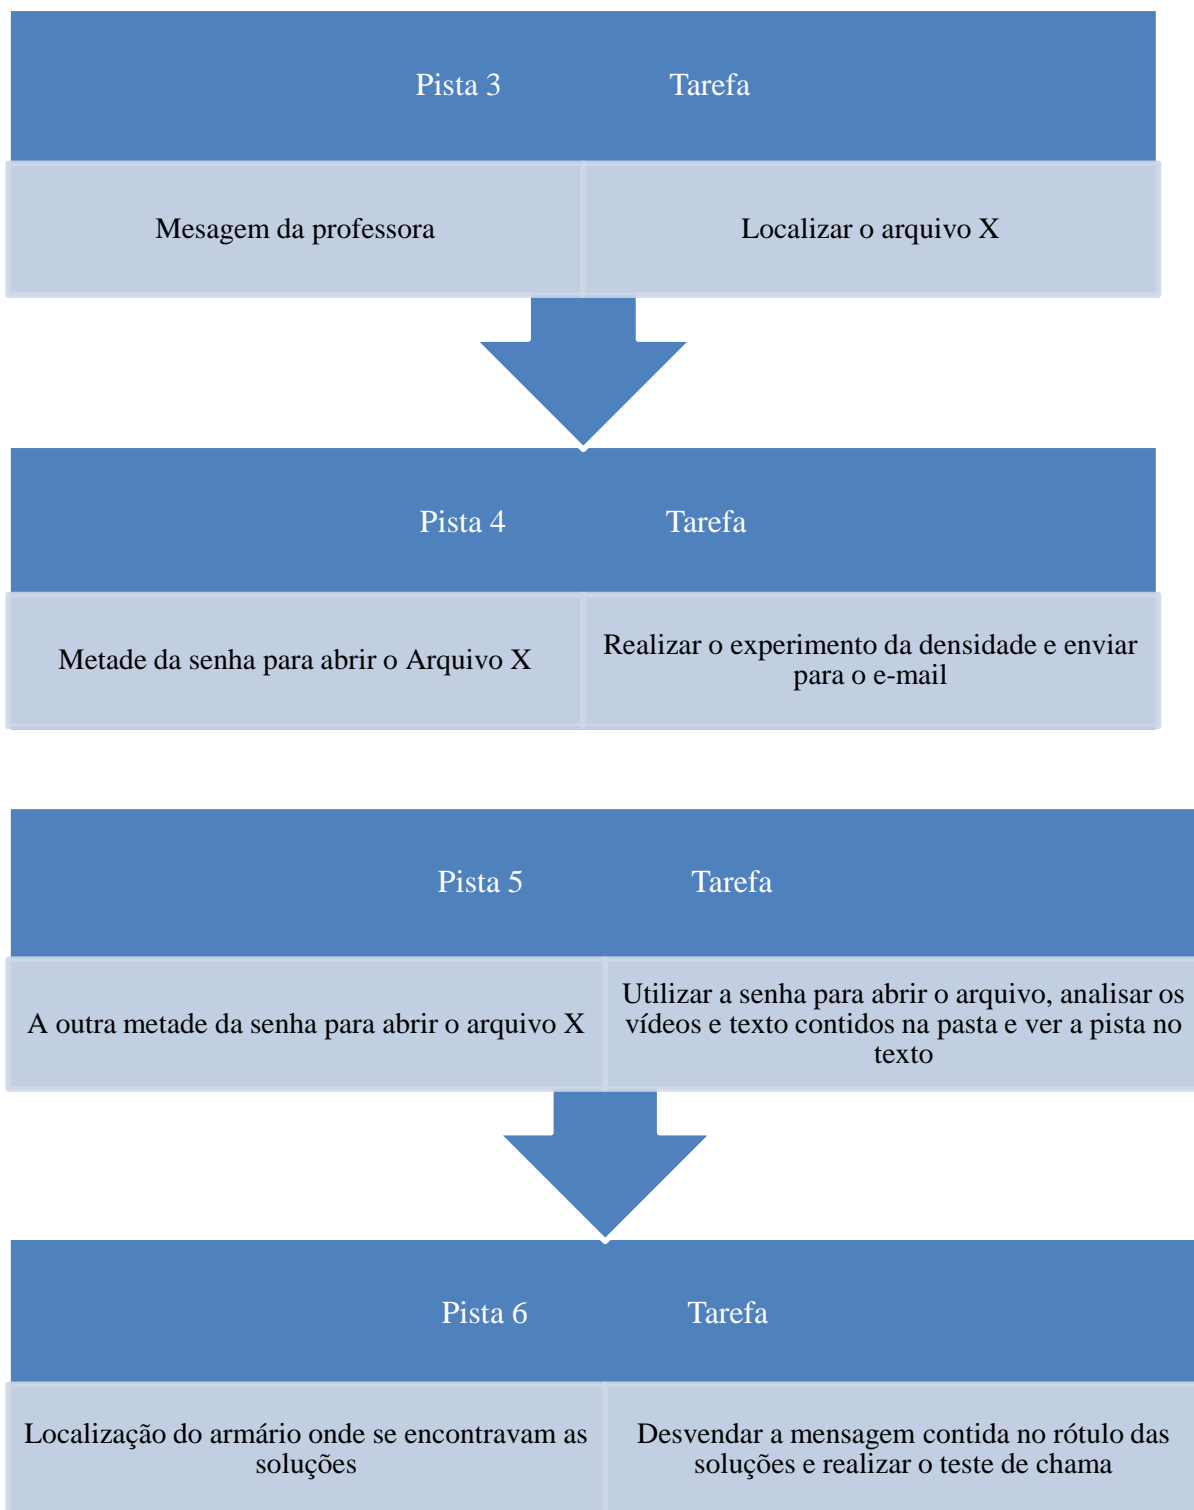 Pista 3 Tarefa
Mesagem da professora
Localizar o arquivo X
Pista 4 Tarefa
Metade da senha para abrir o Arquivo X
Realizar o experimento da densidade e enviar
para o e-mail
Pista 5 Tarefa
A outra metade da senha para abrir o arquivo X
Utilizar a senha para abrir o arquivo, analisar os
vídeos e texto contidos na pasta e ver a pista no
texto
Pista 6 Tarefa
Localização do armário onde se encontravam as
soluções
Desvendar a mensagem contida no rótulo das
soluções e realizar o teste de chama